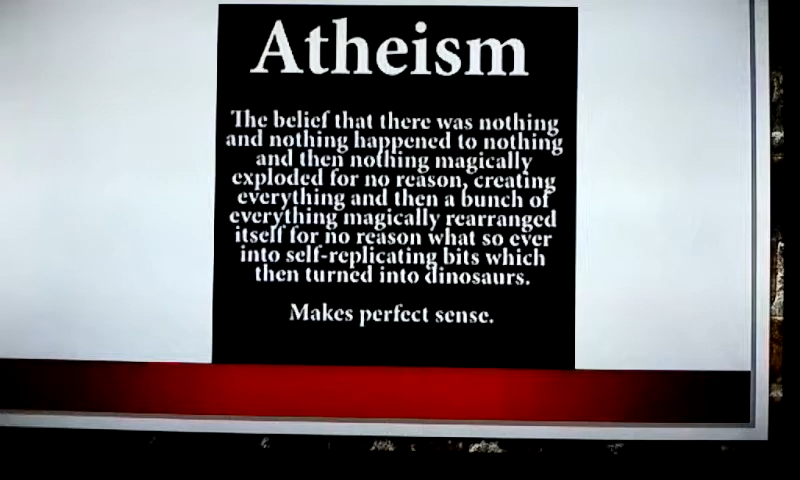 Atheism
The belief that there was nothing
and nothing happened to nothing
and then nothing magically
exploded for no reason, creating
everything and then a bunch of
everything magically rearranged
itself for no reason what so ever
into self-replicating bits which
then turned into dinosaurs.
Makes perfect sense.